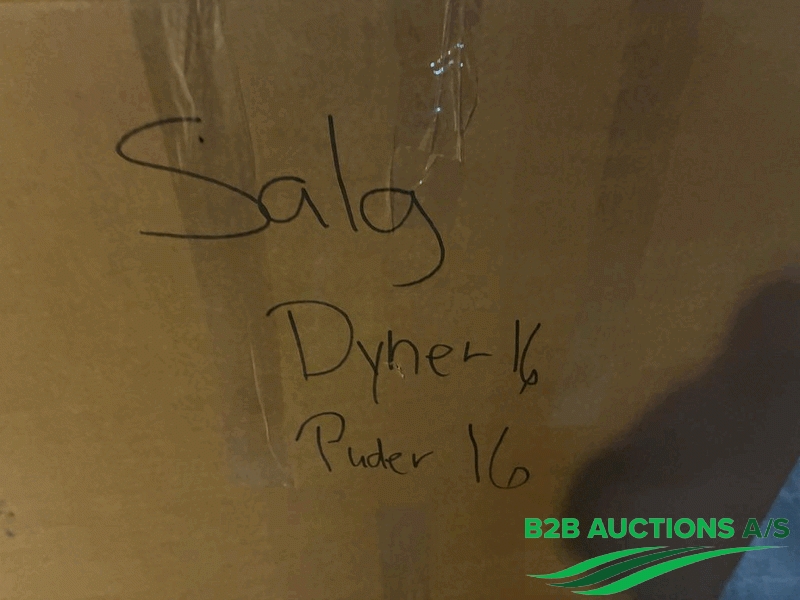 Salg
Dyner 16
Puder 16
B2B AUCTIONS A/S